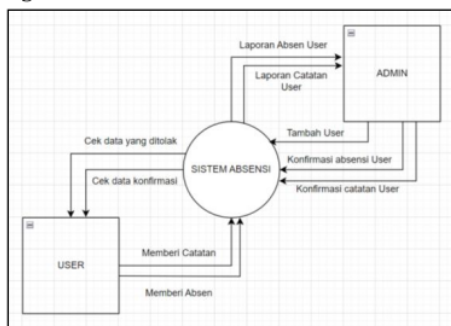 Laporan Absen User
Laporan Catatan
User
ADMIN
Tambah User
Cek data yang ditolak
SISTEM ABSENSI
Konfirmasi absensi User
Cek data konfirmasi
Konfirmasi catatan User
USER
Memberi Catatan
Memberi Absen